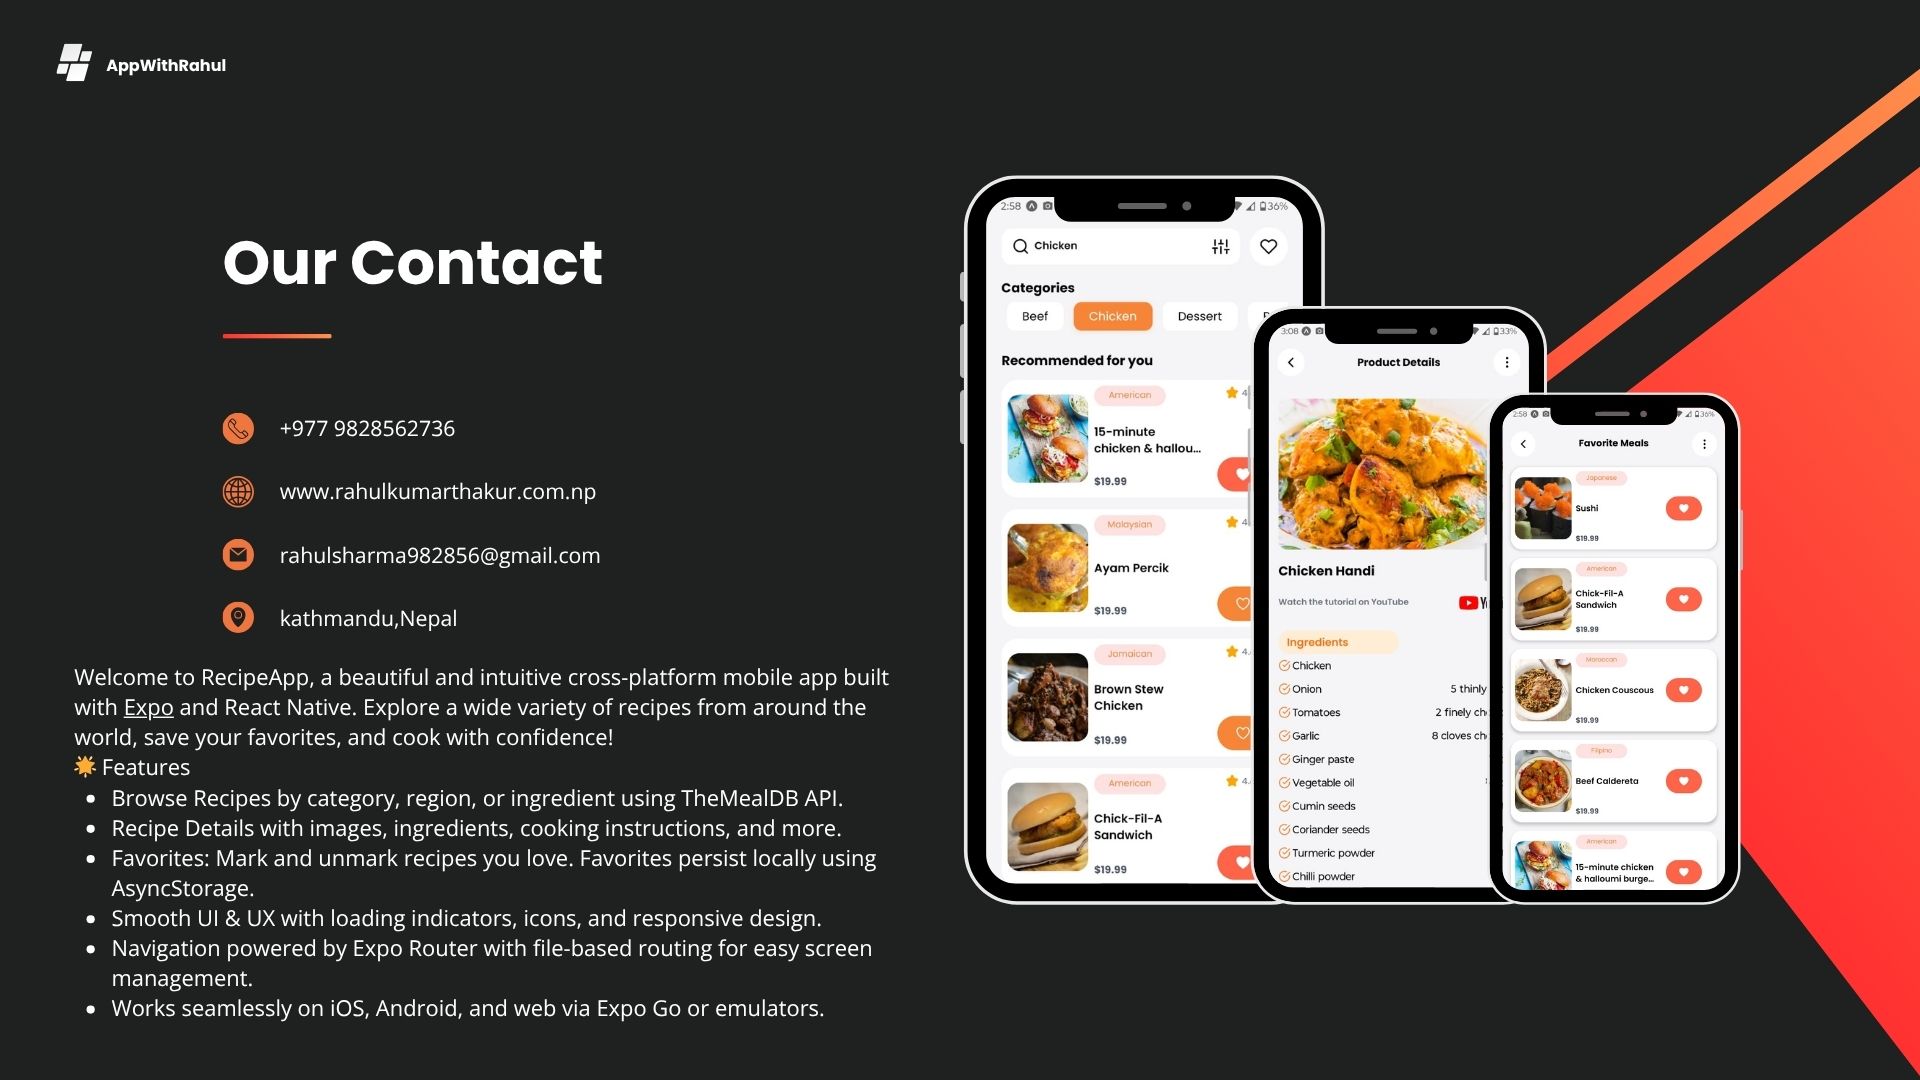 AppWithRahul
Our Contact
+977 9828562736
www.rahulkumarthakur.com.np
rahulsharma982856@gmail.com
kathmandu,Nepal
Welcome to RecipeApp, a beautiful and intuitive cross-platform mobile app built
with Expo and React Native. Explore a wide variety of recipes from around the
world, save your favorites, and cook with confidence!
🌟 Features
• Browse Recipes by category, region, or ingredient using TheMealDB API.
• Recipe Details with images, ingredients, cooking instructions, and more.
• Favorites: Mark and unmark recipes you love. Favorites persist locally using
AsyncStorage.
• Smooth UI & UX with loading indicators, icons, and responsive design.
• Navigation powered by Expo Router with file-based routing for easy screen
management.
• Works seamlessly on iOS, Android, and web via Expo Go or emulators.
2:58 36%
Chicken
Categories
Beef Chicken Dessert
Recommended for you
American 4
15-minute
chicken & hallou...
$19.99
Malaysian 4
Ayam Percik
$19.99
Jamaican 4.
Brown Stew
Chicken
$19.99
American 4.
Chick-Fil-A
Sandwich
$19.99
3:08 33%
Product Details
Chicken Handi
Watch the tutorial on YouTube
Ingredients
Chicken
Onion 5 thinly
Tomatoes 2 finely ch
Garlic 8 cloves ch
Ginger paste
Vegetable oil
Cumin seeds
Coriander seeds
Turmeric powder
Chilli powder
2:58 36%
Favorite Meals
Japanese
Sushi
$19.99
American
Chick-Fil-A
Sandwich
$19.99
Moroccan
Chicken Couscous
$19.99
Filipino
Beef Caldereta
$19.99
American
15-minute chicken
& halloumi burge...